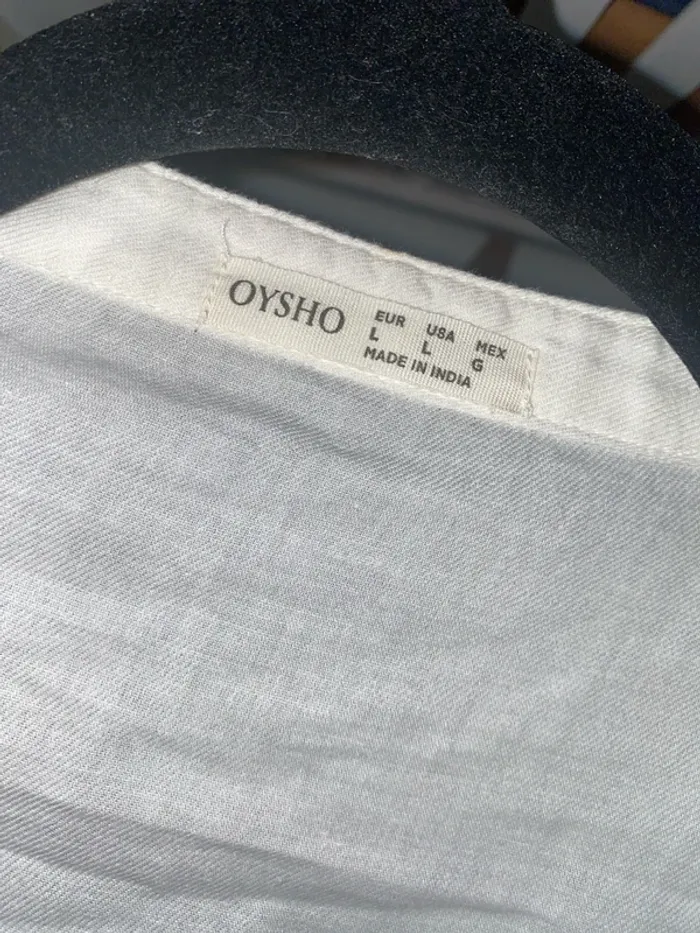 OYSHO
EUR USA MEX
L L G
MADE IN INDIA